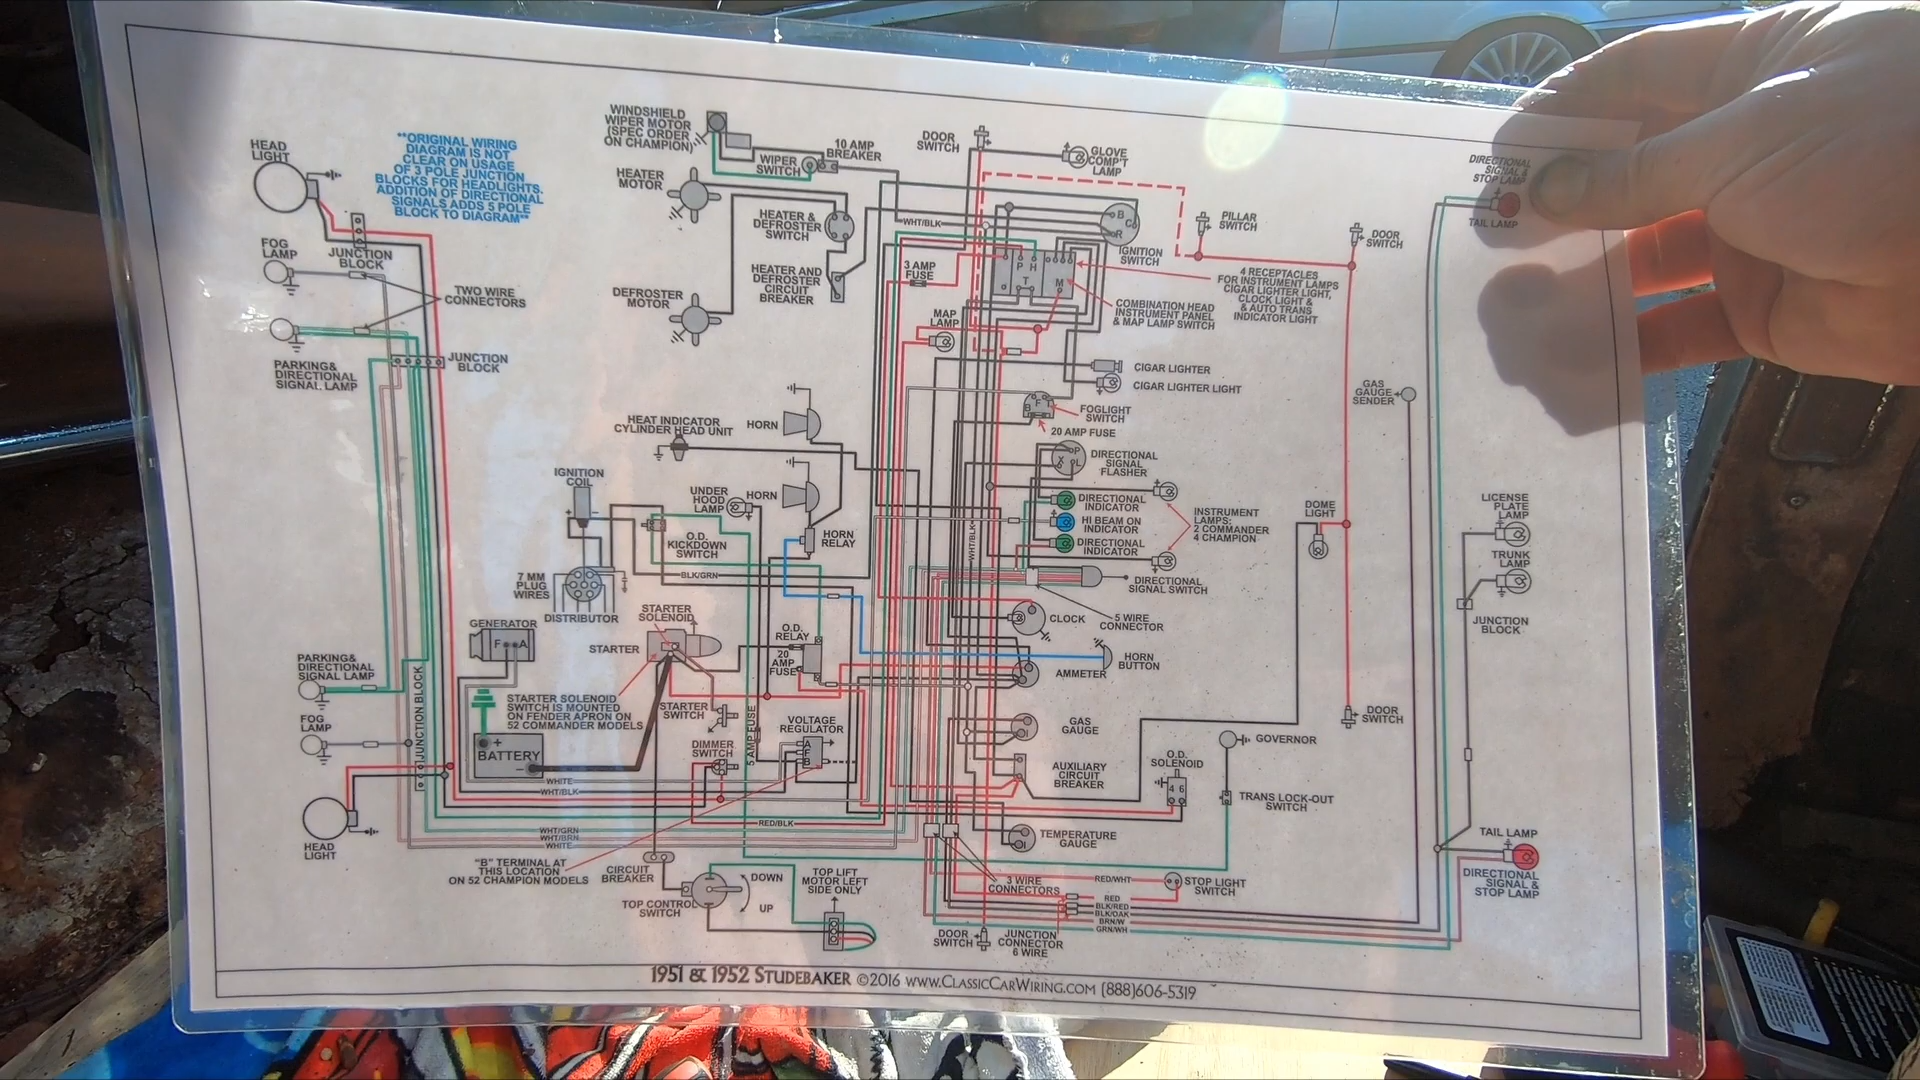 HEAD
LIGHT
**ORIGINAL WIRING
DIAGRAM IS NOT
CLEAR ON USAGE
OF 3 POLE JUNCTION
BLOCKS FOR HEADLIGHTS.
ADDITION OF DIRECTIONAL
SIGNALS ADDS 5 POLE
BLOCK TO DIAGRAM**
FOG
LAMP
JUNCTION
BLOCK
TWO WIRE
CONNECTORS
PARKING&
DIRECTIONAL
SIGNAL LAMP
JUNCTION
BLOCK
WINDSHIELD
WIPER MOTOR
(SPEC ORDER
ON CHAMPION)
WIPER
SWITCH
10 AMP
BREAKER
HEATER
MOTOR
HEATER &
DEFROSTER
SWITCH
HEATER AND
DEFROSTER
CIRCUIT
BREAKER
DEFROSTER
MOTOR
DOOR
SWITCH
GLOVE
COMP'T
LAMP
WHT/BLK
B
C
R
IGNITION
SWITCH
PILLAR
SWITCH
DOOR
SWITCH
DIRECTIONAL
SIGNAL &
STOP LAMP
TAIL LAMP
3 AMP
FUSE
P H
T
M
4 RECEPTACLES
FOR INSTRUMENT LAMPS
CIGAR LIGHTER LIGHT,
CLOCK LIGHT &
& AUTO TRANS
INDICATOR LIGHT
COMBINATION HEAD
INSTRUMENT PANEL
& MAP LAMP SWITCH
MAP
LAMP
CIGAR LIGHTER
CIGAR LIGHTER LIGHT
GAS
GAUGE
SENDER
B F T
FOGLIGHT
SWITCH
20 AMP FUSE
HEAT INDICATOR
CYLINDER HEAD UNIT
HORN
P
X L
DIRECTIONAL
SIGNAL
FLASHER
IGNITION
COIL
+ -
UNDER
HOOD
LAMP
HORN
O.D.
KICKDOWN
SWITCH
HORN
RELAY
DIRECTIONAL
INDICATOR
HI BEAM ON
INDICATOR
DIRECTIONAL
INDICATOR
INSTRUMENT
LAMPS:
2 COMMANDER
4 CHAMPION
DOME
LIGHT
LICENSE
PLATE
LAMP
TRUNK
LAMP
JUNCTION
BLOCK
WHT/BLK
BLK/GRN
7 MM
PLUG
WIRES
DISTRIBUTOR
DIRECTIONAL
SIGNAL SWITCH
5 WIRE
CONNECTOR
CLOCK
STARTER
SOLENOID
STARTER
GENERATOR
F A
O.D.
RELAY
20
AMP
FUSE
HORN
BUTTON
AMMETER
PARKING&
DIRECTIONAL
SIGNAL LAMP
JUNCTION BLOCK
STARTER SOLENOID
SWITCH IS MOUNTED
ON FENDER APRON ON
52 COMMANDER MODELS
STARTER
SWITCH
5 AMP FUSE
VOLTAGE
REGULATOR
A
F
B
GAS
GAUGE
DOOR
SWITCH
GOVERNOR
FOG
LAMP
+
BATTERY
-
DIMMER
SWITCH
AUXILIARY
CIRCUIT
BREAKER
O.D.
SOLENOID
4 6
TRANS LOCK-OUT
SWITCH
WHITE
WHT/BLK
RED/BLK
WHT/GRN
WHT/BRN
WHITE
HEAD
LIGHT
TEMPERATURE
GAUGE
TAIL LAMP
DIRECTIONAL
SIGNAL &
STOP LAMP
"B" TERMINAL AT
THIS LOCATION
ON 52 CHAMPION MODELS
CIRCUIT
BREAKER
TOP CONTROL
SWITCH
DOWN
UP
TOP LIFT
MOTOR LEFT
SIDE ONLY
3 WIRE
CONNECTORS
RED/WHT
STOP LIGHT
SWITCH
RED
BLK/RED
BLK/OAK
BRN/W
GRN/WH
DOOR
SWITCH
JUNCTION
CONNECTOR
6 WIRE
1951 & 1952 STUDEBAKER ©2016 WWW.CLASSICCARWIRING.COM (888)606-5319